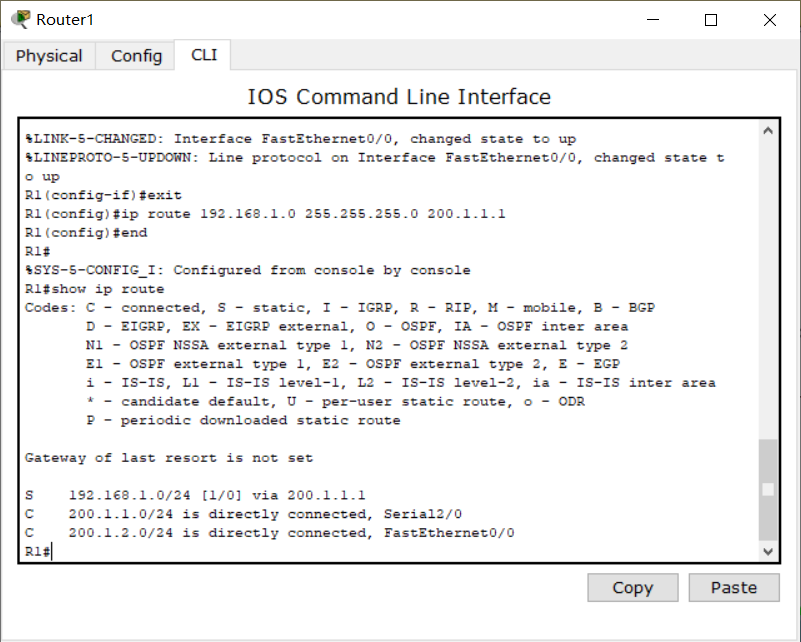 Router1
Physical Config CLI
IOS Command Line Interface
%LINK-5-CHANGED: Interface FastEthernet0/0, changed state to up
%LINEPROTO-5-UPDOWN: Line protocol on Interface FastEthernet0/0, changed state t
o up
R1(config-if)#exit
R1(config)#ip route 192.168.1.0 255.255.255.0 200.1.1.1
R1(config)#end
R1#
%SYS-5-CONFIG_I: Configured from console by console
R1#show ip route
Codes: C - connected, S - static, I - IGRP, R - RIP, M - mobile, B - BGP
       D - EIGRP, EX - EIGRP external, O - OSPF, IA - OSPF inter area
       N1 - OSPF NSSA external type 1, N2 - OSPF NSSA external type 2
       E1 - OSPF external type 1, E2 - OSPF external type 2, E - EGP
       i - IS-IS, L1 - IS-IS level-1, L2 - IS-IS level-2, ia - IS-IS inter area
       * - candidate default, U - per-user static route, o - ODR
       P - periodic downloaded static route
Gateway of last resort is not set
S    192.168.1.0/24 [1/0] via 200.1.1.1
C    200.1.1.0/24 is directly connected, Serial2/0
C    200.1.2.0/24 is directly connected, FastEthernet0/0
R1#
Copy Paste